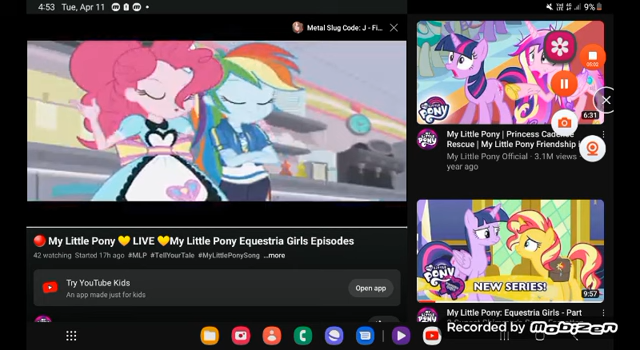 4:53 Tue, Apr 11
9%
Metal Slug Code: J - Fi...
🔴My Little Pony 💛 LIVE 💛My Little Pony Equestria Girls Episodes
42 watching Started 17h ago #MLP #TellYourTale #MyLittlePonySong ...more
Try YouTube Kids
An app made just for kids
Open app
6:31
My Little Pony | Princess Cadence
Rescue | My Little Pony Friendship
My Little Pony Official · 3.1M views ·
year ago
NEW SERIES!
9:57
My Little Pony: Equestria Girls - Part
Recorded by mobizen